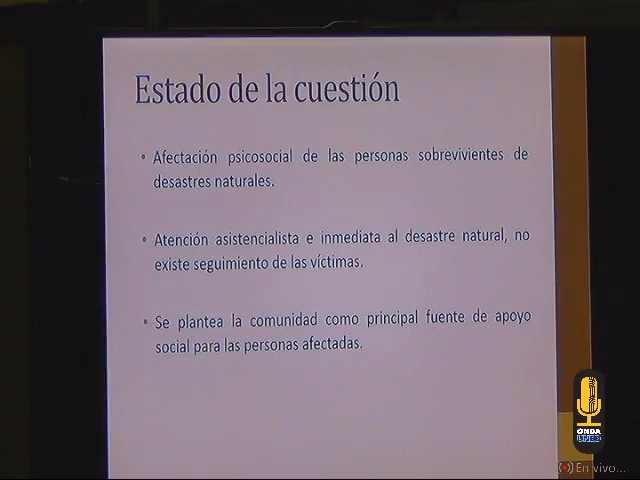 Estado de la cuestión
• Afectación psicosocial de las personas sobrevivientes de
desastres naturales.
• Atención asistencialista e inmediata al desastre natural, no
existe seguimiento de las víctimas.
• Se plantea la comunidad como principal fuente de apoyo
social para las personas afectadas.
ONDA
UNED
En vivo...